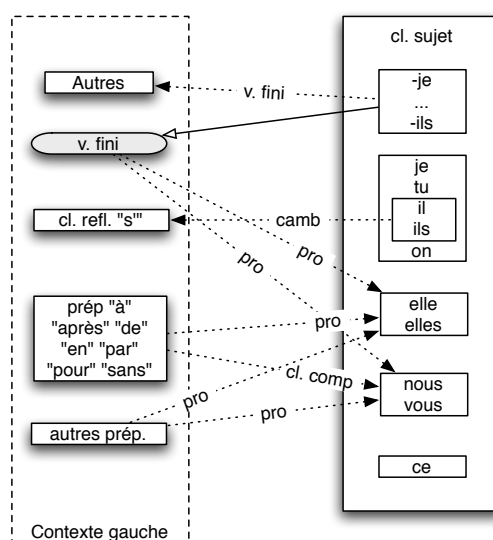 cl. sujet
Autres
v. fini
-je
...
-ils
v. fini
je
tu
il
ils
on
cl. refl. "s'"
camb
pro
pro
prép "à"
"après" "de"
"en" "par"
"pour" "sans"
pro
elle
elles
cl. comp
nous
vous
pro
pro
autres prép.
ce
Contexte gauche